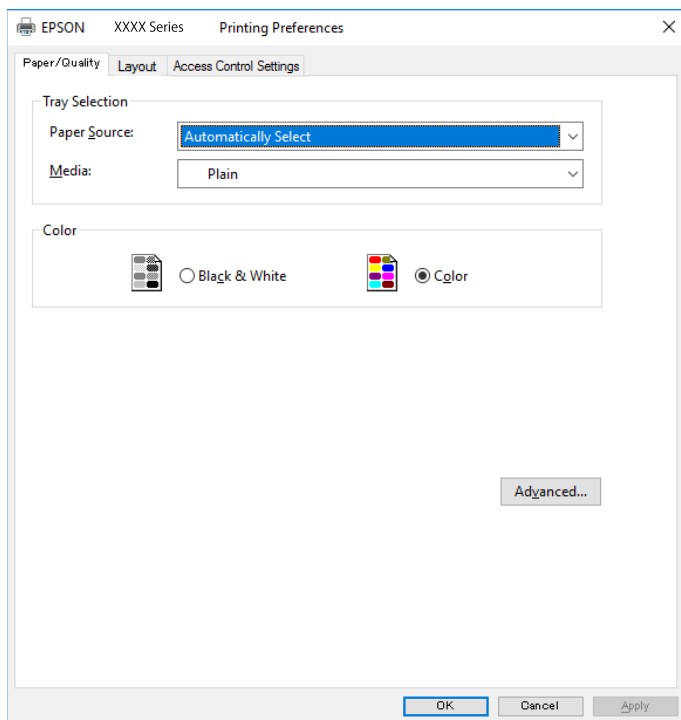 EPSON XXXX Series Printing Preferences
Paper/Quality Layout Access Control Settings
Tray Selection
Paper Source: Automatically Select
Media: Plain
Color
Black & White Color
Advanced...
OK Cancel Apply